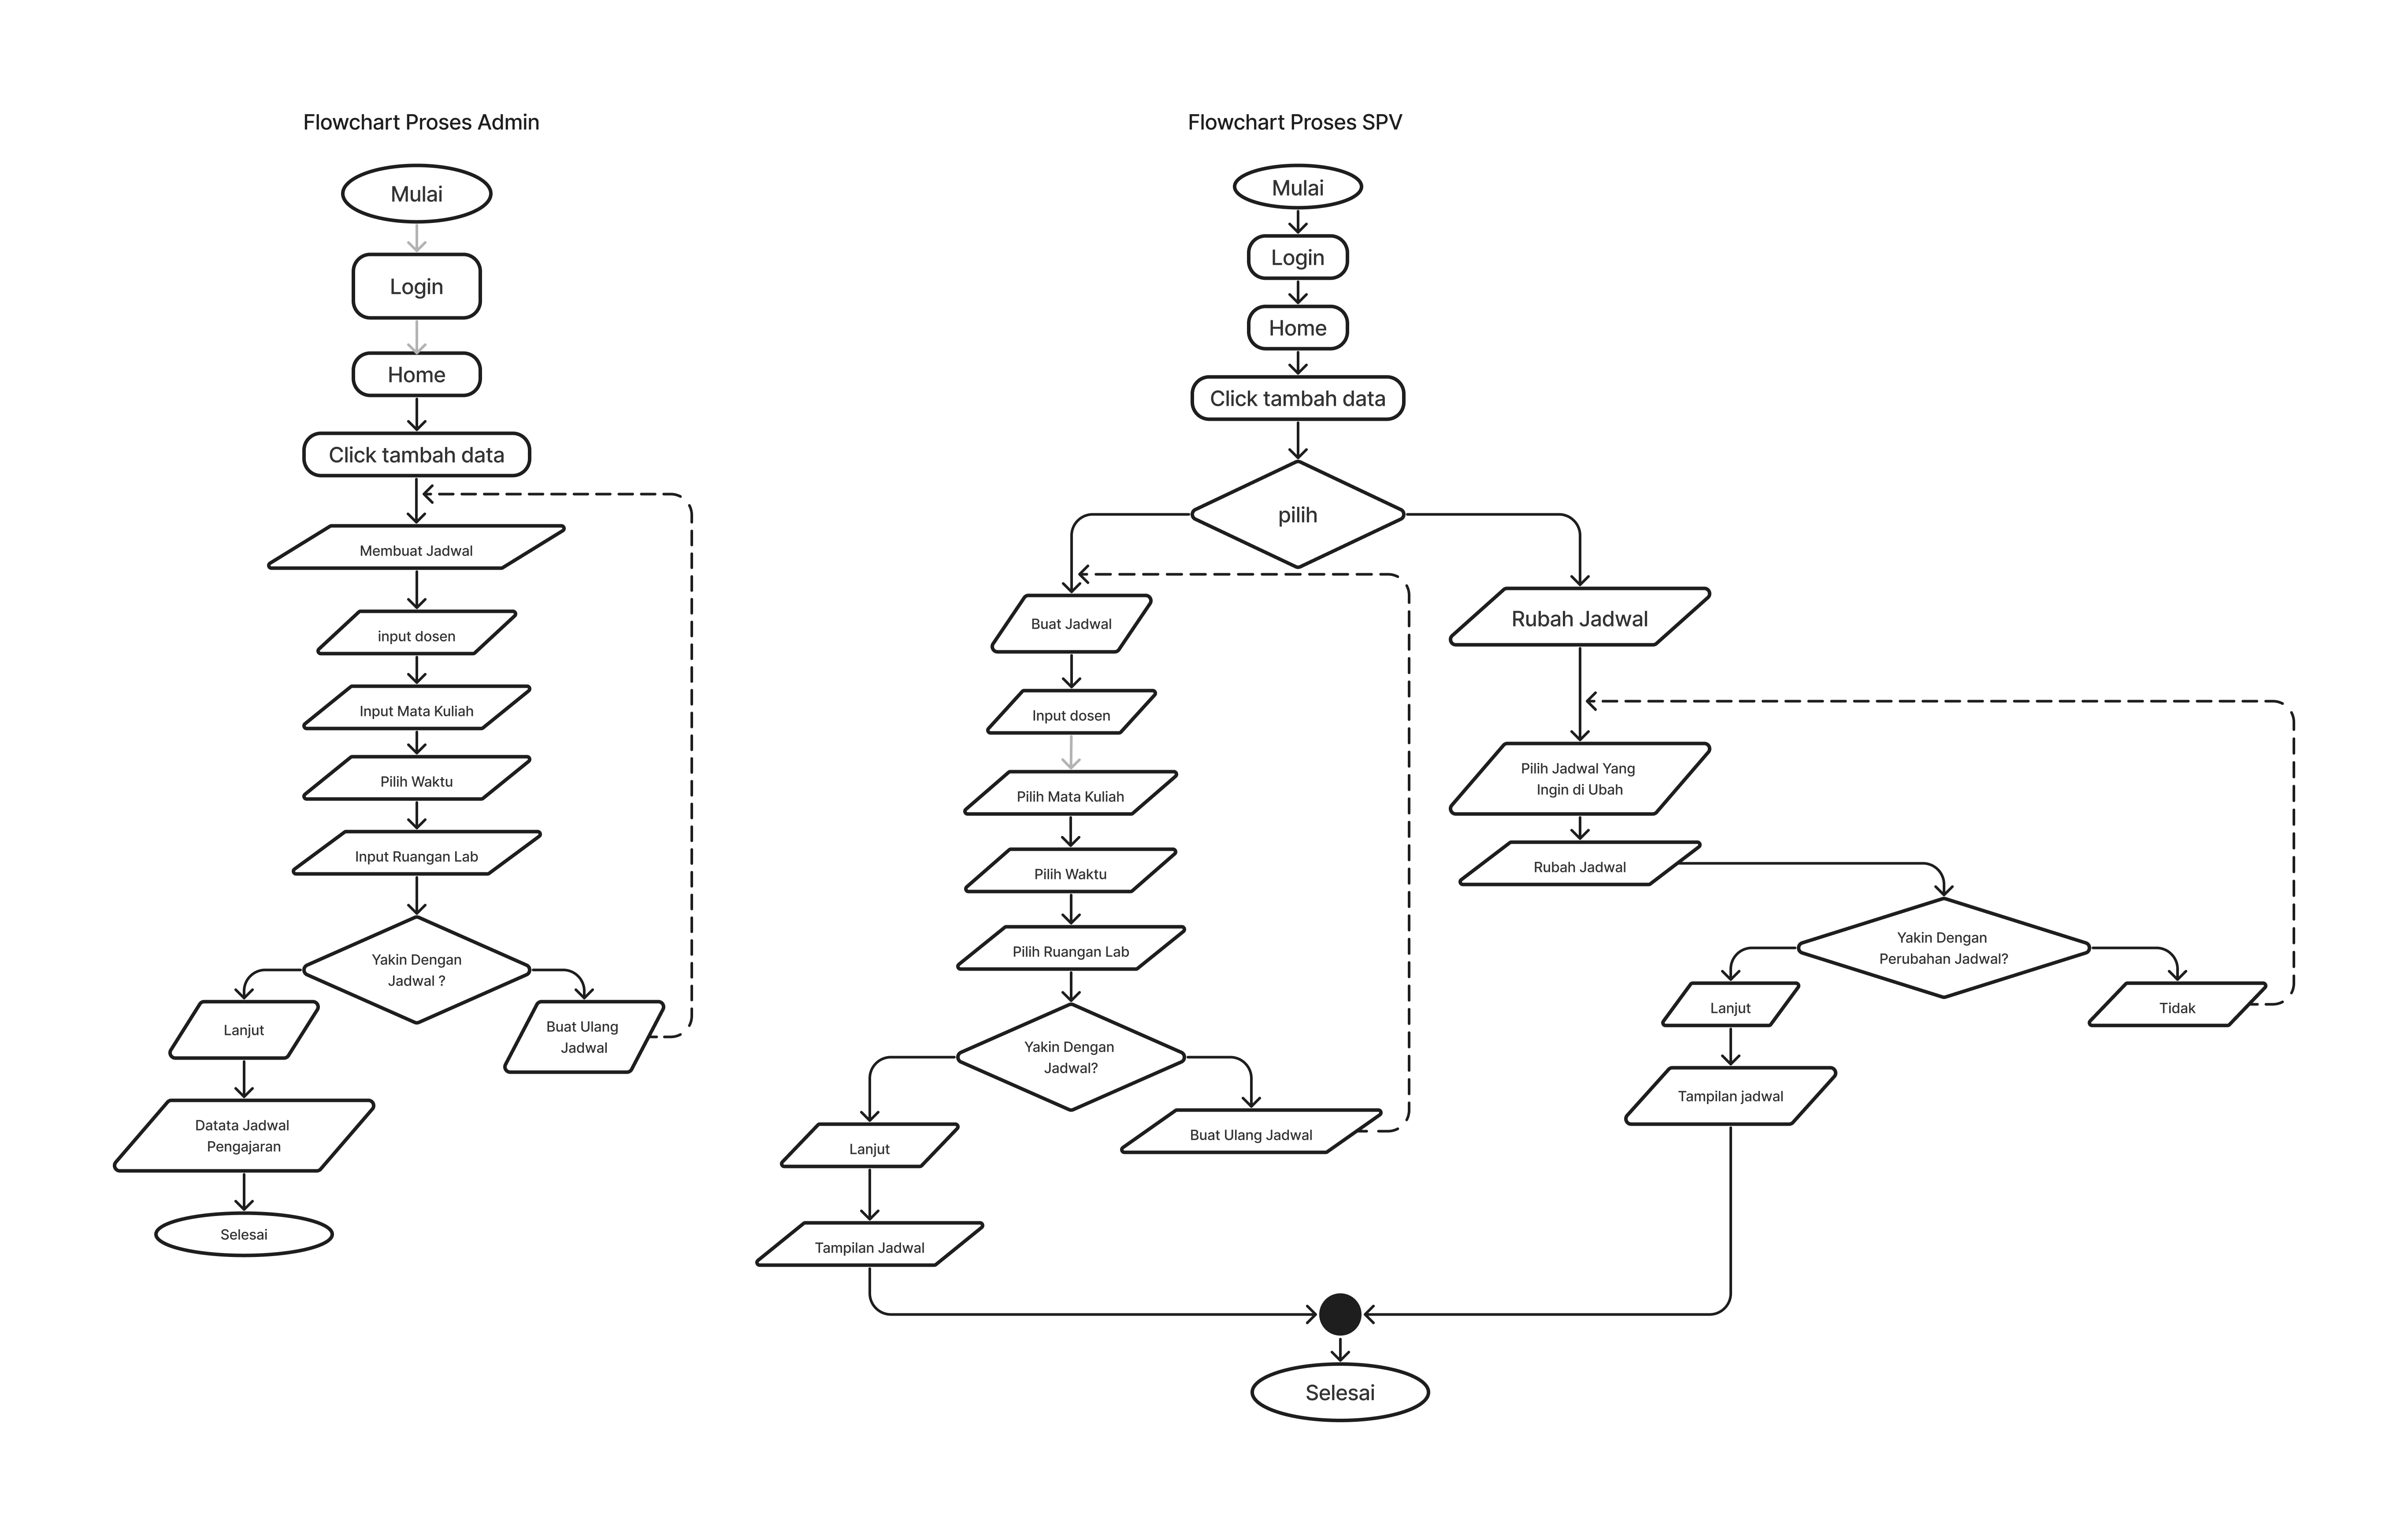 Flowchart Proses Admin
Mulai
Login
Home
Click tambah data
Membuat Jadwal
input dosen
Input Mata Kuliah
Pilih Waktu
Input Ruangan Lab
Yakin Dengan
Jadwal ?
Lanjut
Buat Ulang
Jadwal
Datata Jadwal
Pengajaran
Selesai
Flowchart Proses SPV
Mulai
Login
Home
Click tambah data
pilih
Buat Jadwal
Input dosen
Pilih Mata Kuliah
Pilih Waktu
Pilih Ruangan Lab
Yakin Dengan
Jadwal?
Lanjut
Buat Ulang Jadwal
Tampilan Jadwal
Rubah Jadwal
Pilih Jadwal Yang
Ingin di Ubah
Rubah Jadwal
Yakin Dengan
Perubahan Jadwal?
Lanjut
Tidak
Tampilan jadwal
Selesai